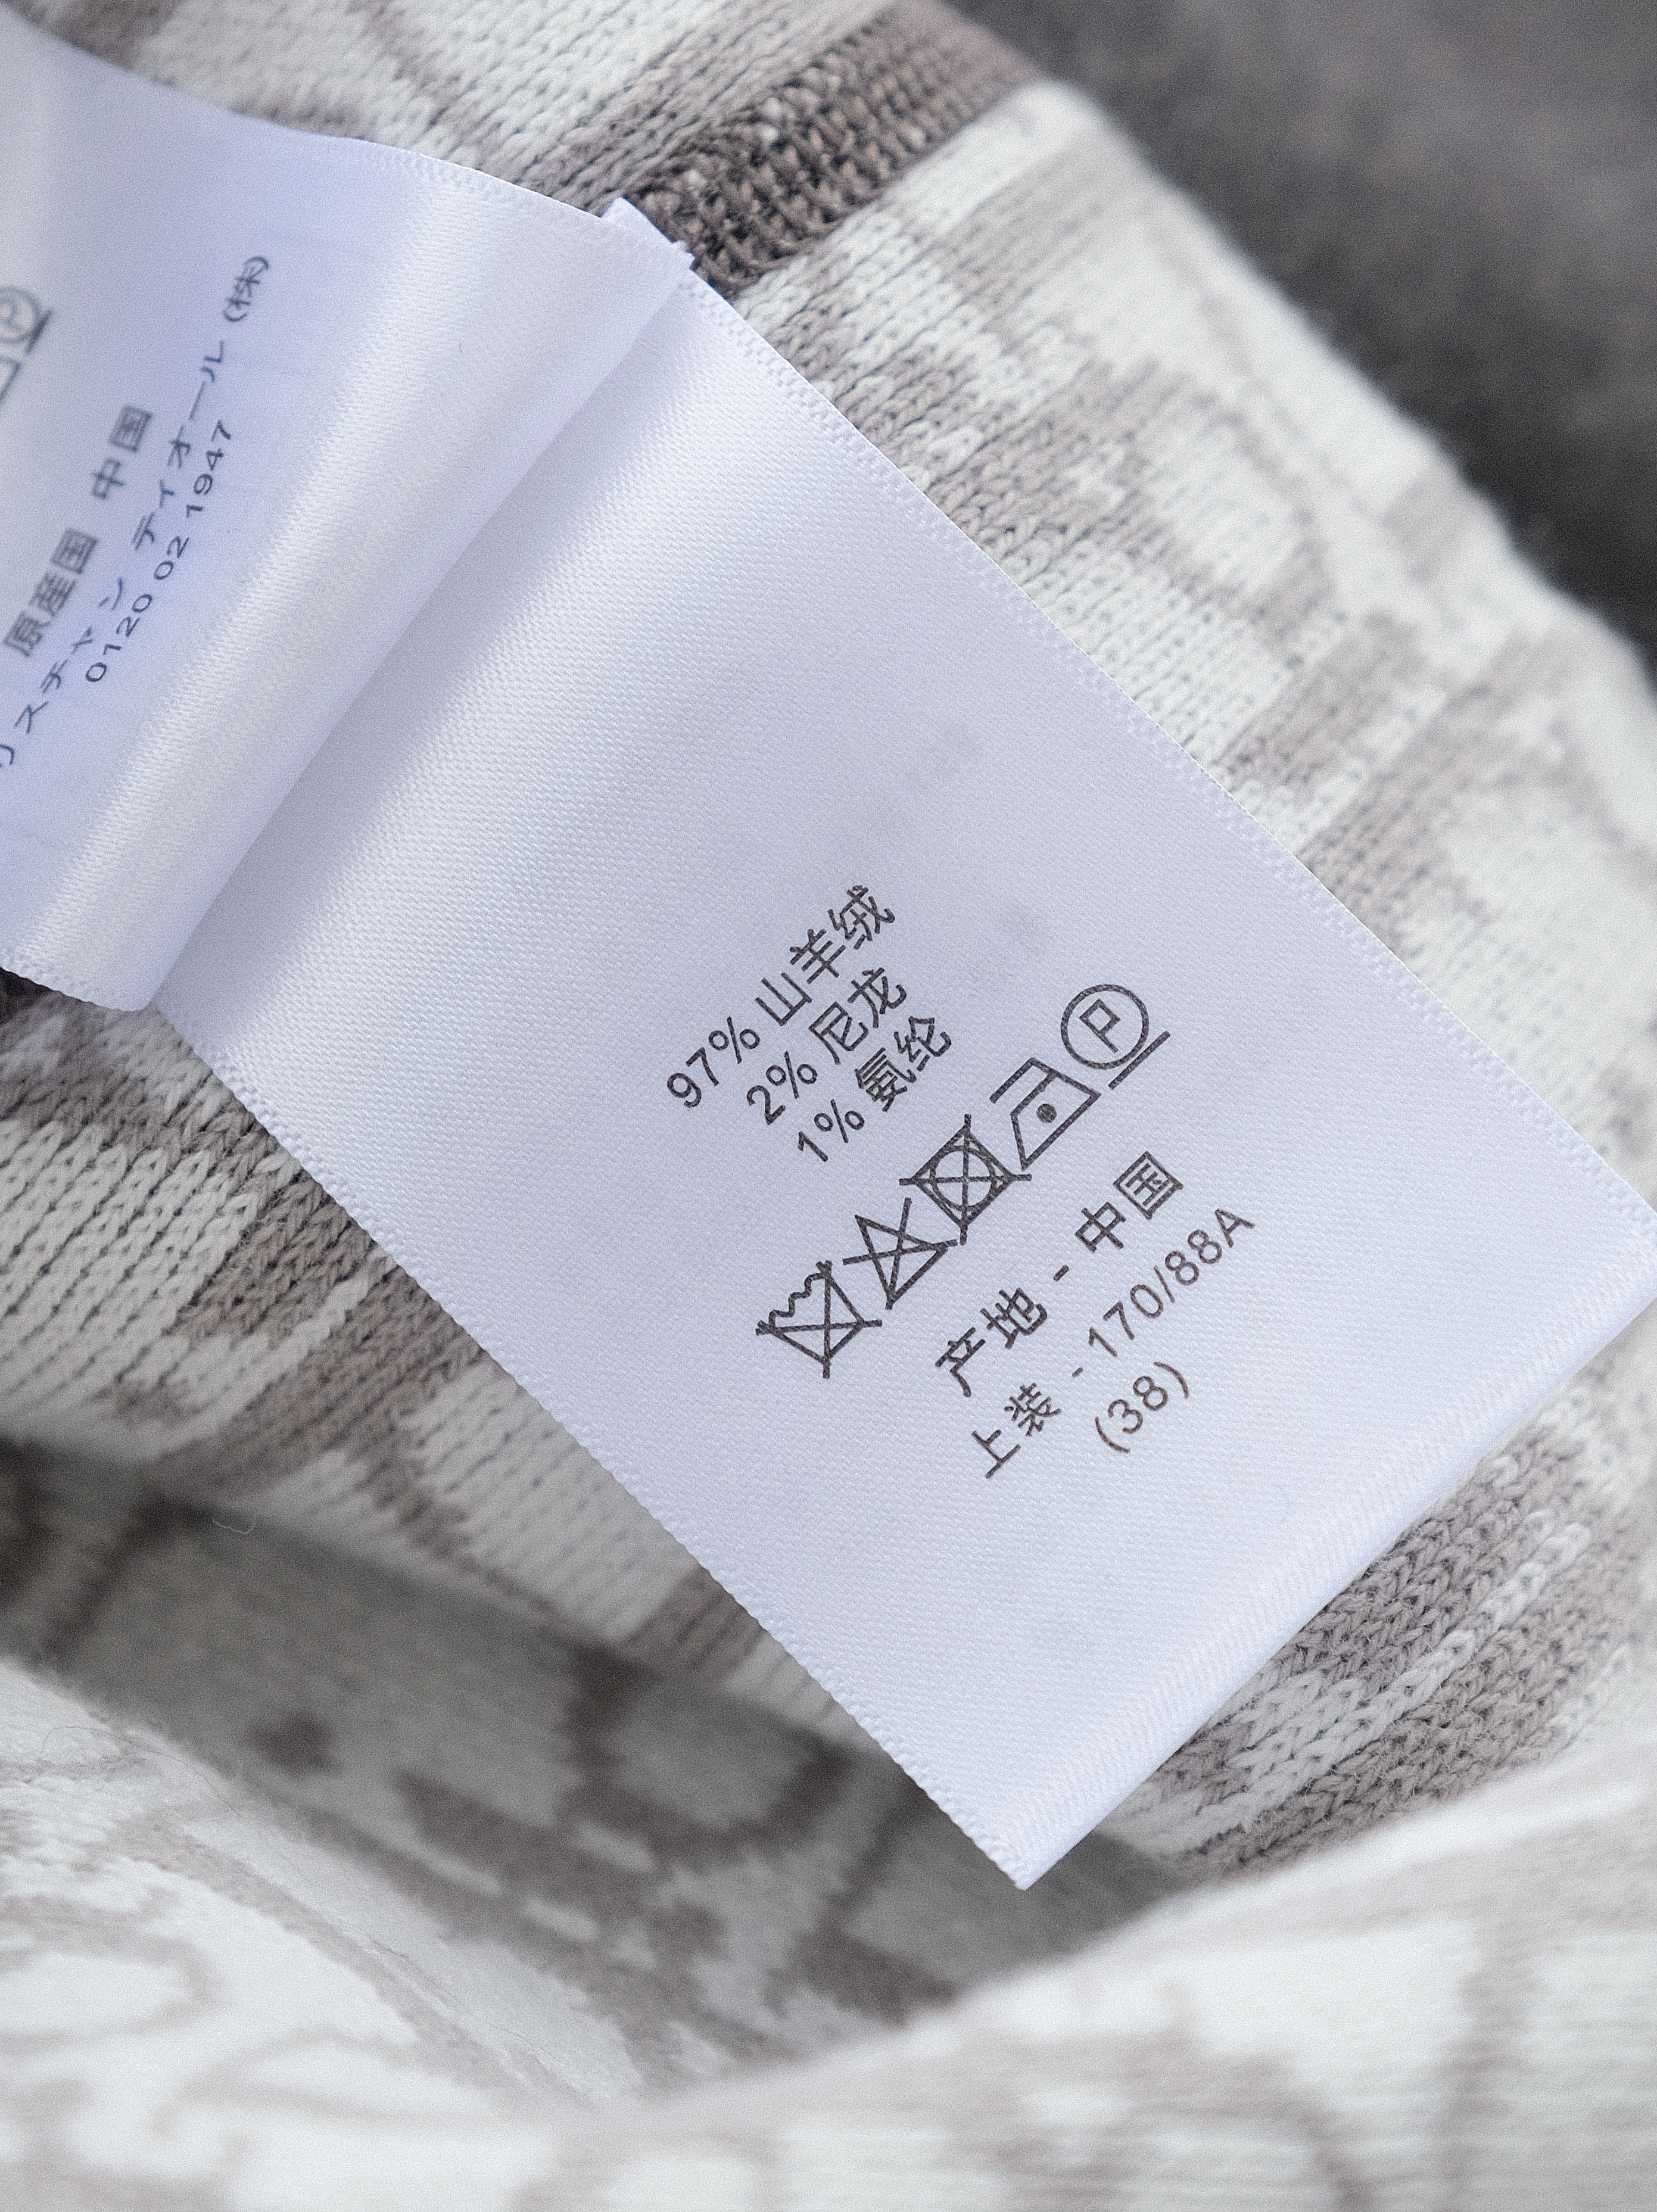 原産国 中国
リスチャン ディオール (株)
0120 02 1947
97% 山羊绒
2% 尼龙
1% 氨纶
P
产地 - 中国
上装 - 170/88A
(38)